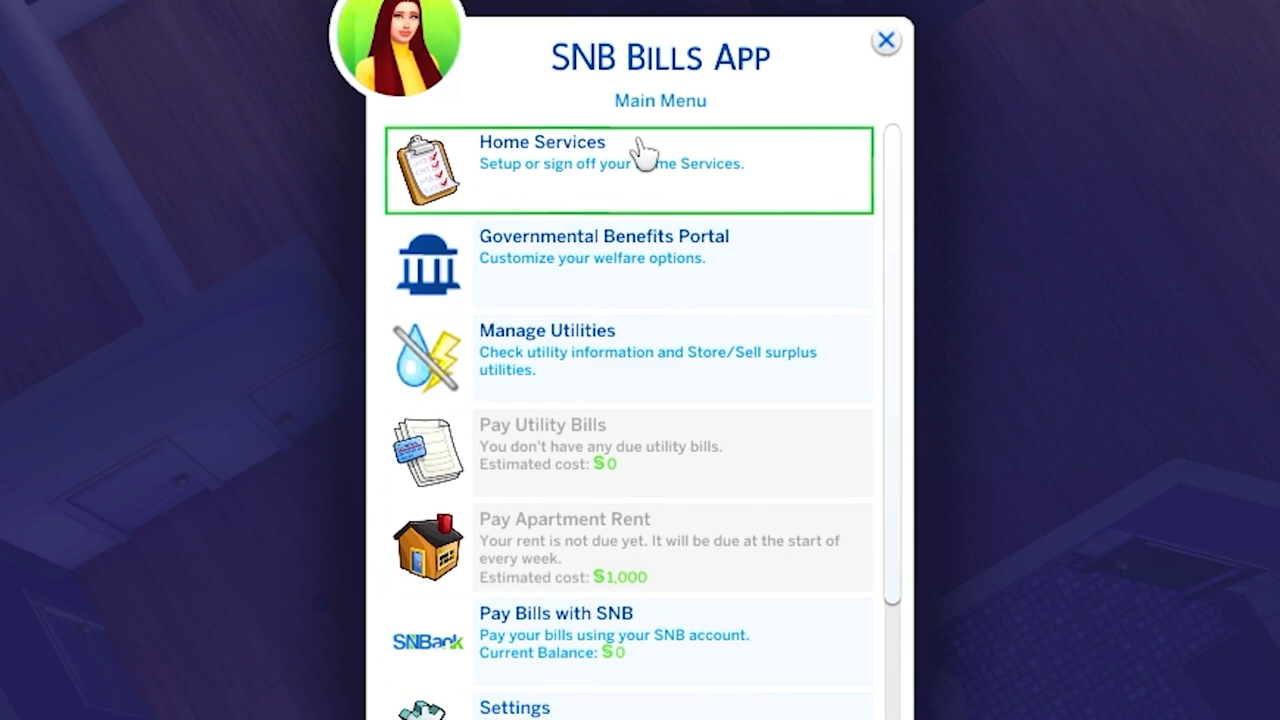 SNB BILLS APP
Main Menu
Home Services
Setup or sign off your me Services.
Governmental Benefits Portal
Customize your welfare options.
Manage Utilities
Check utility information and Store/Sell surplus
utilities.
Pay Utility Bills
You don't have any due utility bills.
Estimated cost: §0
Pay Apartment Rent
Your rent is not due yet. It will be due at the start of
every week.
Estimated cost: §1,000
SNBank
Pay Bills with SNB
Pay your bills using your SNB account.
Current Balance: §0
Settings